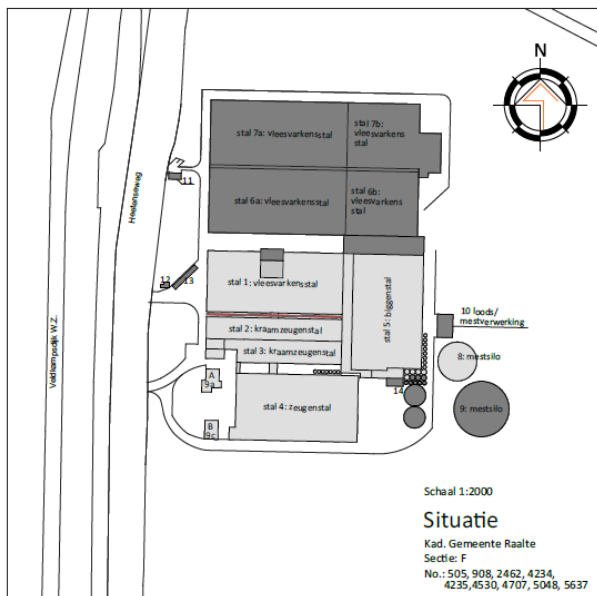 N
stal 7a: vleesvarkensstal
stal 7b:
vleesvarkens
stal
11
stal 6a: vleesvarkensstal
stal 6b:
vleesvarkens
stal
Heetenseweg
12
13
stal 1: vleesvarkensstal
stal 5: biggenstal
stal 2: kraamzeugenstal
stal 3: kraamzeugenstal
10 loods/
mestverwerking
8: mestsilo
Veldkampsdijk W.Z.
A
9a
14
stal 4: zeugenstal
9: mestsilo
B
9c
Schaal 1:2000
Situatie
Kad. Gemeente Raalte
Sectie: F
No.: 505, 908, 2462, 4234,
4235,4530, 4707, 5048, 5637